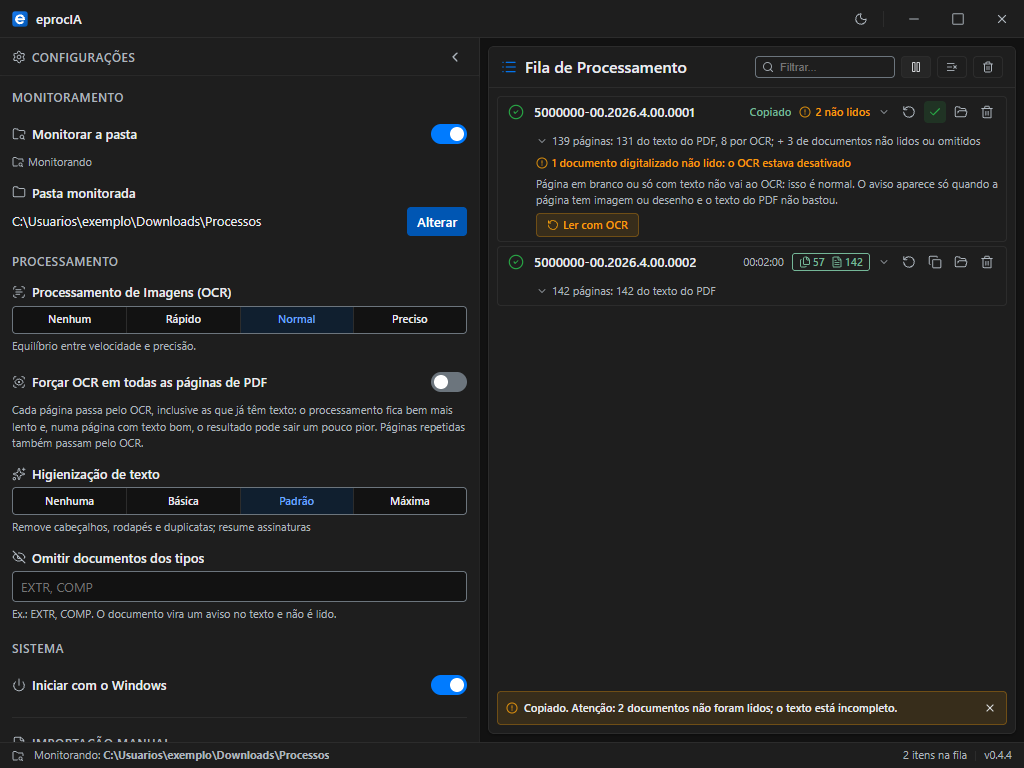 eprocIA
CONFIGURAÇÕES
MONITORAMENTO
Monitorar a pasta
Monitorando
Pasta monitorada
C:\Usuarios\exemplo\Downloads\Processos
Alterar
PROCESSAMENTO
Processamento de Imagens (OCR)
Nenhum Rápido Normal Preciso
Equilíbrio entre velocidade e precisão.
Forçar OCR em todas as páginas de PDF
Cada página passa pelo OCR, inclusive as que já têm texto: o processamento fica bem mais
lento e, numa página com texto bom, o resultado pode sair um pouco pior. Páginas repetidas
também passam pelo OCR.
Higienização de texto
Nenhuma Básica Padrão Máxima
Remove cabeçalhos, rodapés e duplicatas; resume assinaturas
Omitir documentos dos tipos
EXTR, COMP
Ex.: EXTR, COMP. O documento vira um aviso no texto e não é lido.
SISTEMA
Iniciar com o Windows
IMPORTAÇÃO MANUAL
Fila de Processamento
Filtrar...
5000000-00.2026.4.00.0001 Copiado 2 não lidos
139 páginas: 131 do texto do PDF, 8 por OCR; + 3 de documentos não lidos ou omitidos
1 documento digitalizado não lido: o OCR estava desativado
Página em branco ou só com texto não vai ao OCR: isso é normal. O aviso aparece só quando a
página tem imagem ou desenho e o texto do PDF não bastou.
Ler com OCR
5000000-00.2026.4.00.0002 00:02:00 57 142
142 páginas: 142 do texto do PDF
Copiado. Atenção: 2 documentos não foram lidos; o texto está incompleto.
Monitorando: C:\Usuarios\exemplo\Downloads\Processos
2 itens na fila v0.4.4